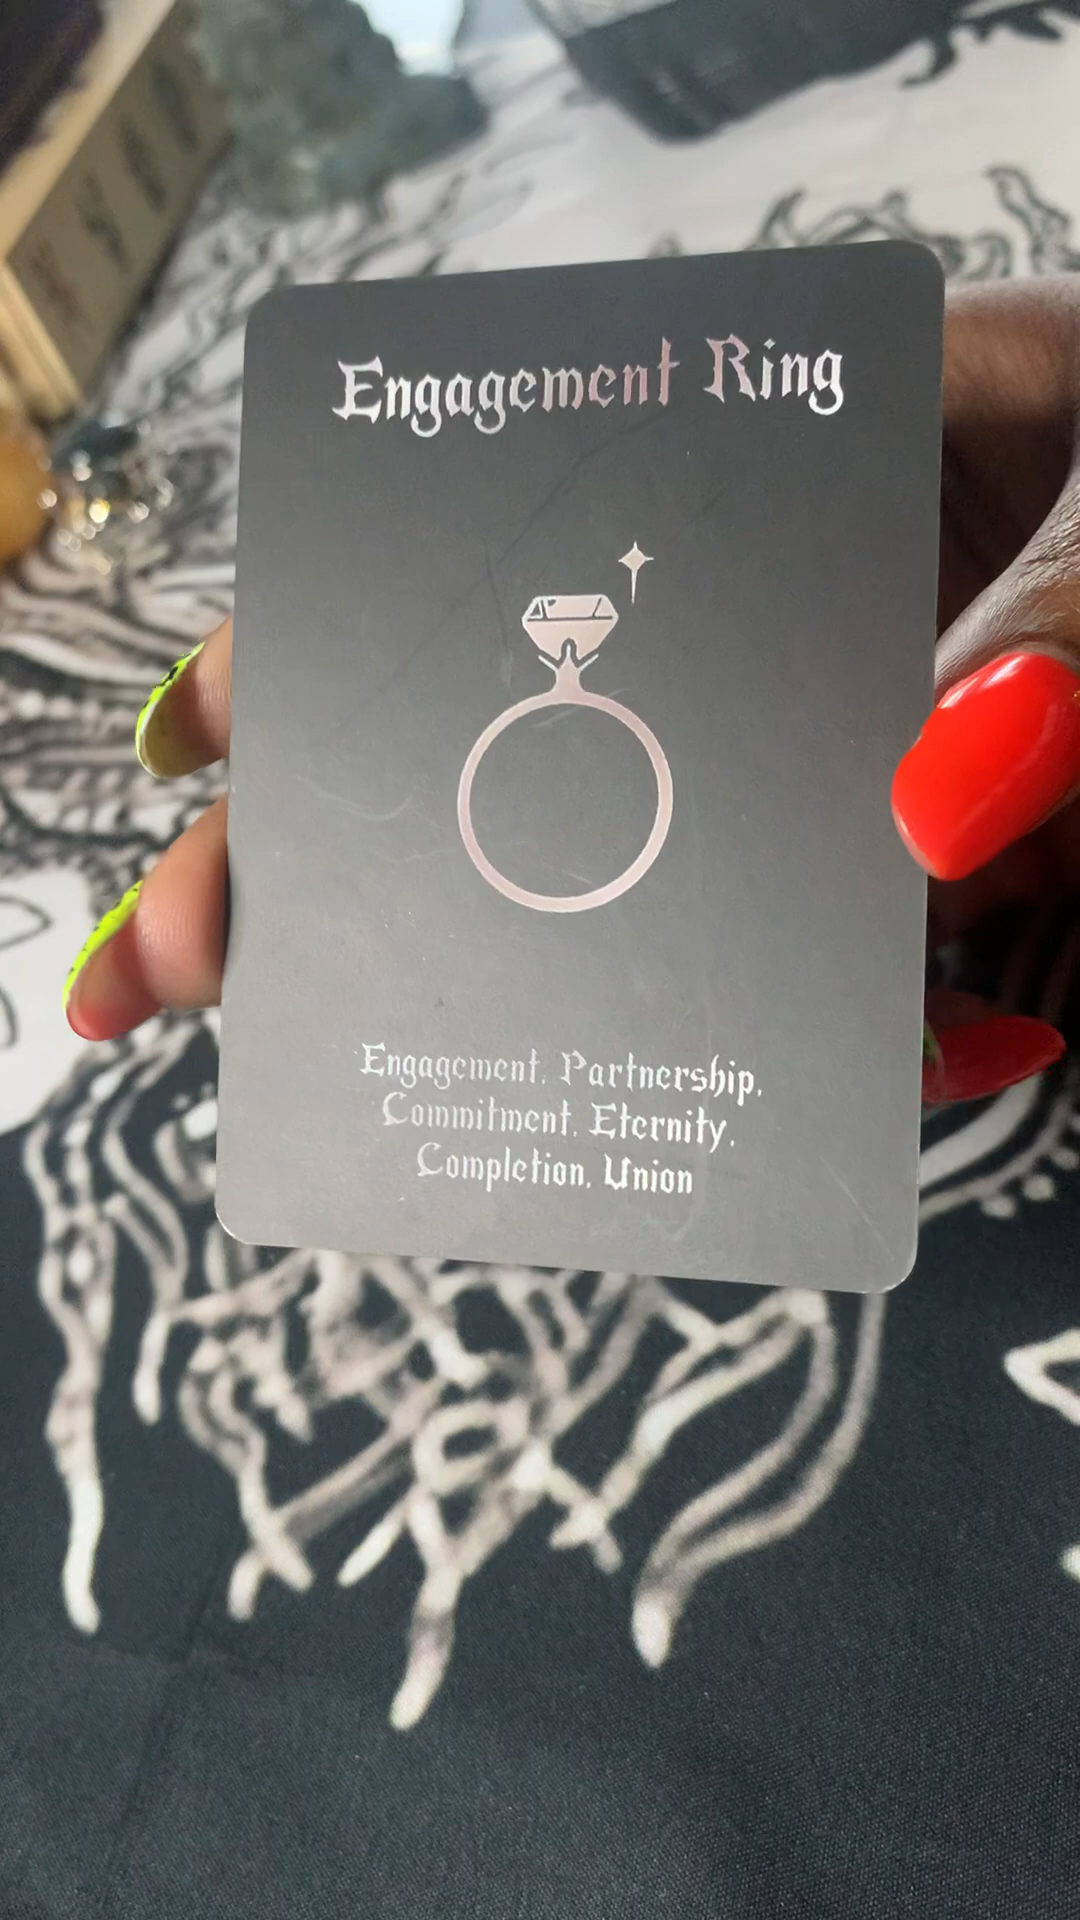 Engagement Ring
Engagement, Partnership,
Commitment, Eternity,
Completion, Union